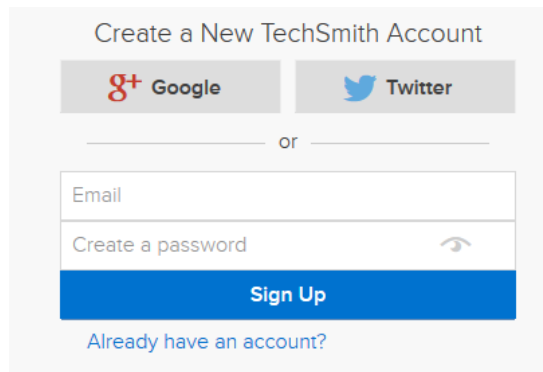 Create a New TechSmith Account
g+ Google
Twitter
or
Email
Create a password
Sign Up
Already have an account?